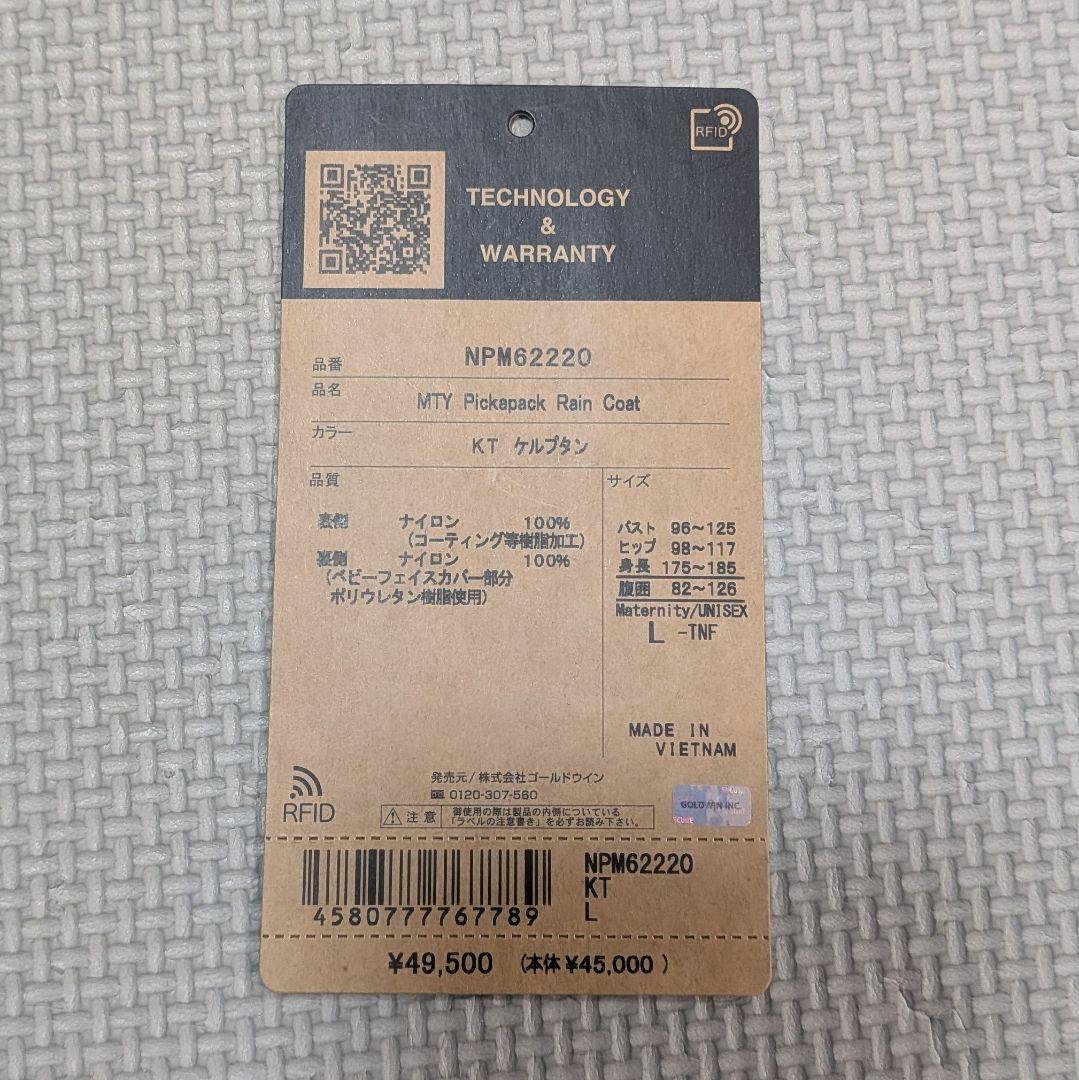 RFID
TECHNOLOGY
&
WARRANTY
品番 NPM62220
品名 MTY Pickapack Rain Coat
カラー KT ケルプタン
品質
表側 ナイロン 100%
(コーティング等樹脂加工)
裏側 ナイロン 100%
(ベビーフェイスカバー部分
ポリウレタン樹脂使用)
サイズ
バスト 96~125
ヒップ 98~117
身長 175~185
腹囲 82~126
Maternity/UNISEX
L -TNF
MADE IN
VIETNAM
RFID
発売元/株式会社ゴールドウイン
0120-307-560
注意
御使用の際は製品の内側についている
「ラベルの注意書き」を必ずお読み下さい。
GOLDWIN INC.
4580777767789
NPM62220
KT
L
¥49,500 (本体¥45,000 )